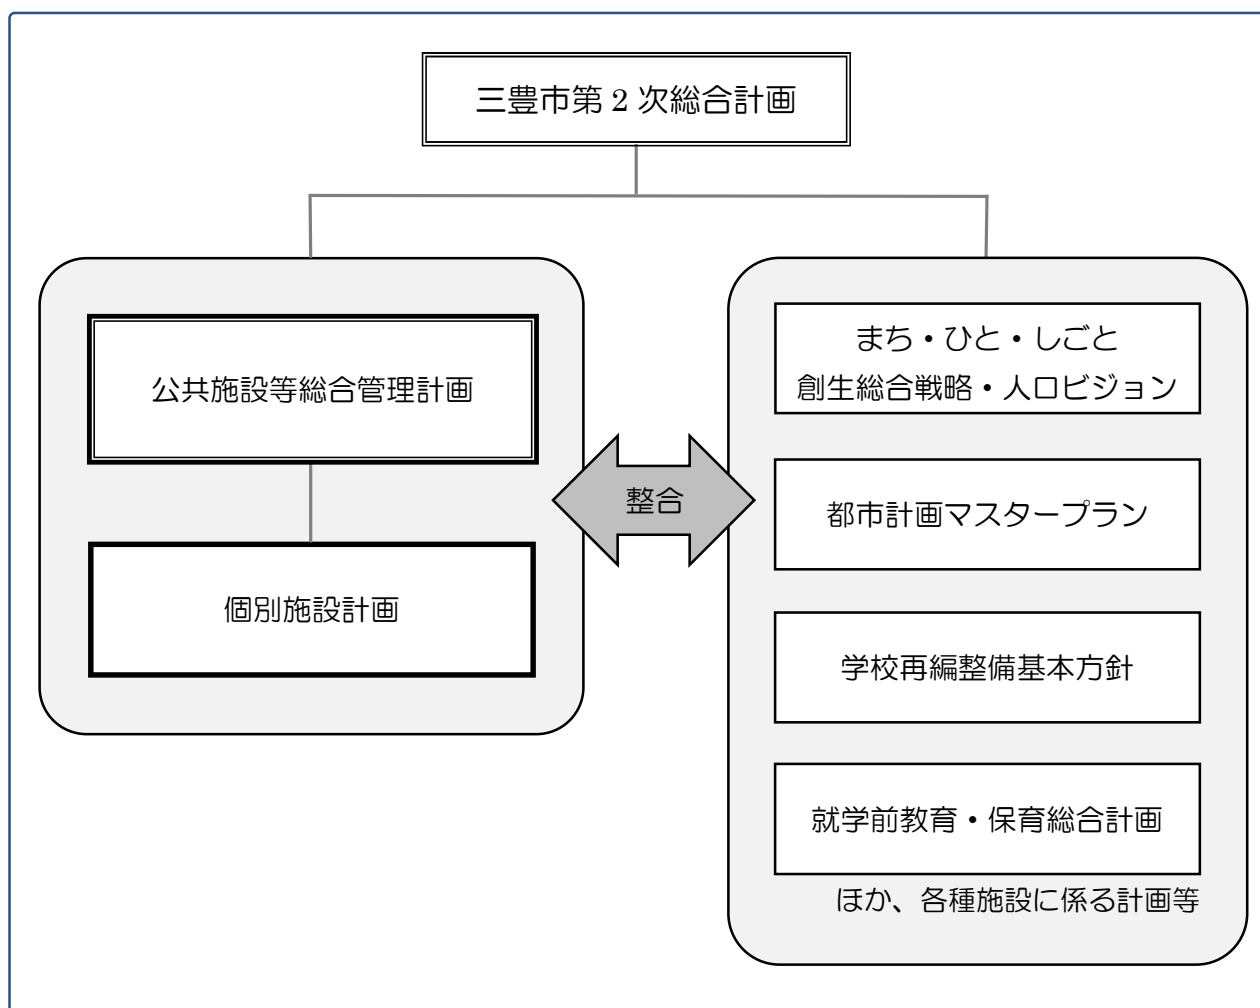 三豊市第2次総合計画
公共施設等総合管理計画
個別施設計画
整合
まち・ひと・しごと
創生総合戦略・人口ビジョン
都市計画マスタープラン
学校再編整備基本方針
就学前教育・保育総合計画
ほか、各種施設に係る計画等